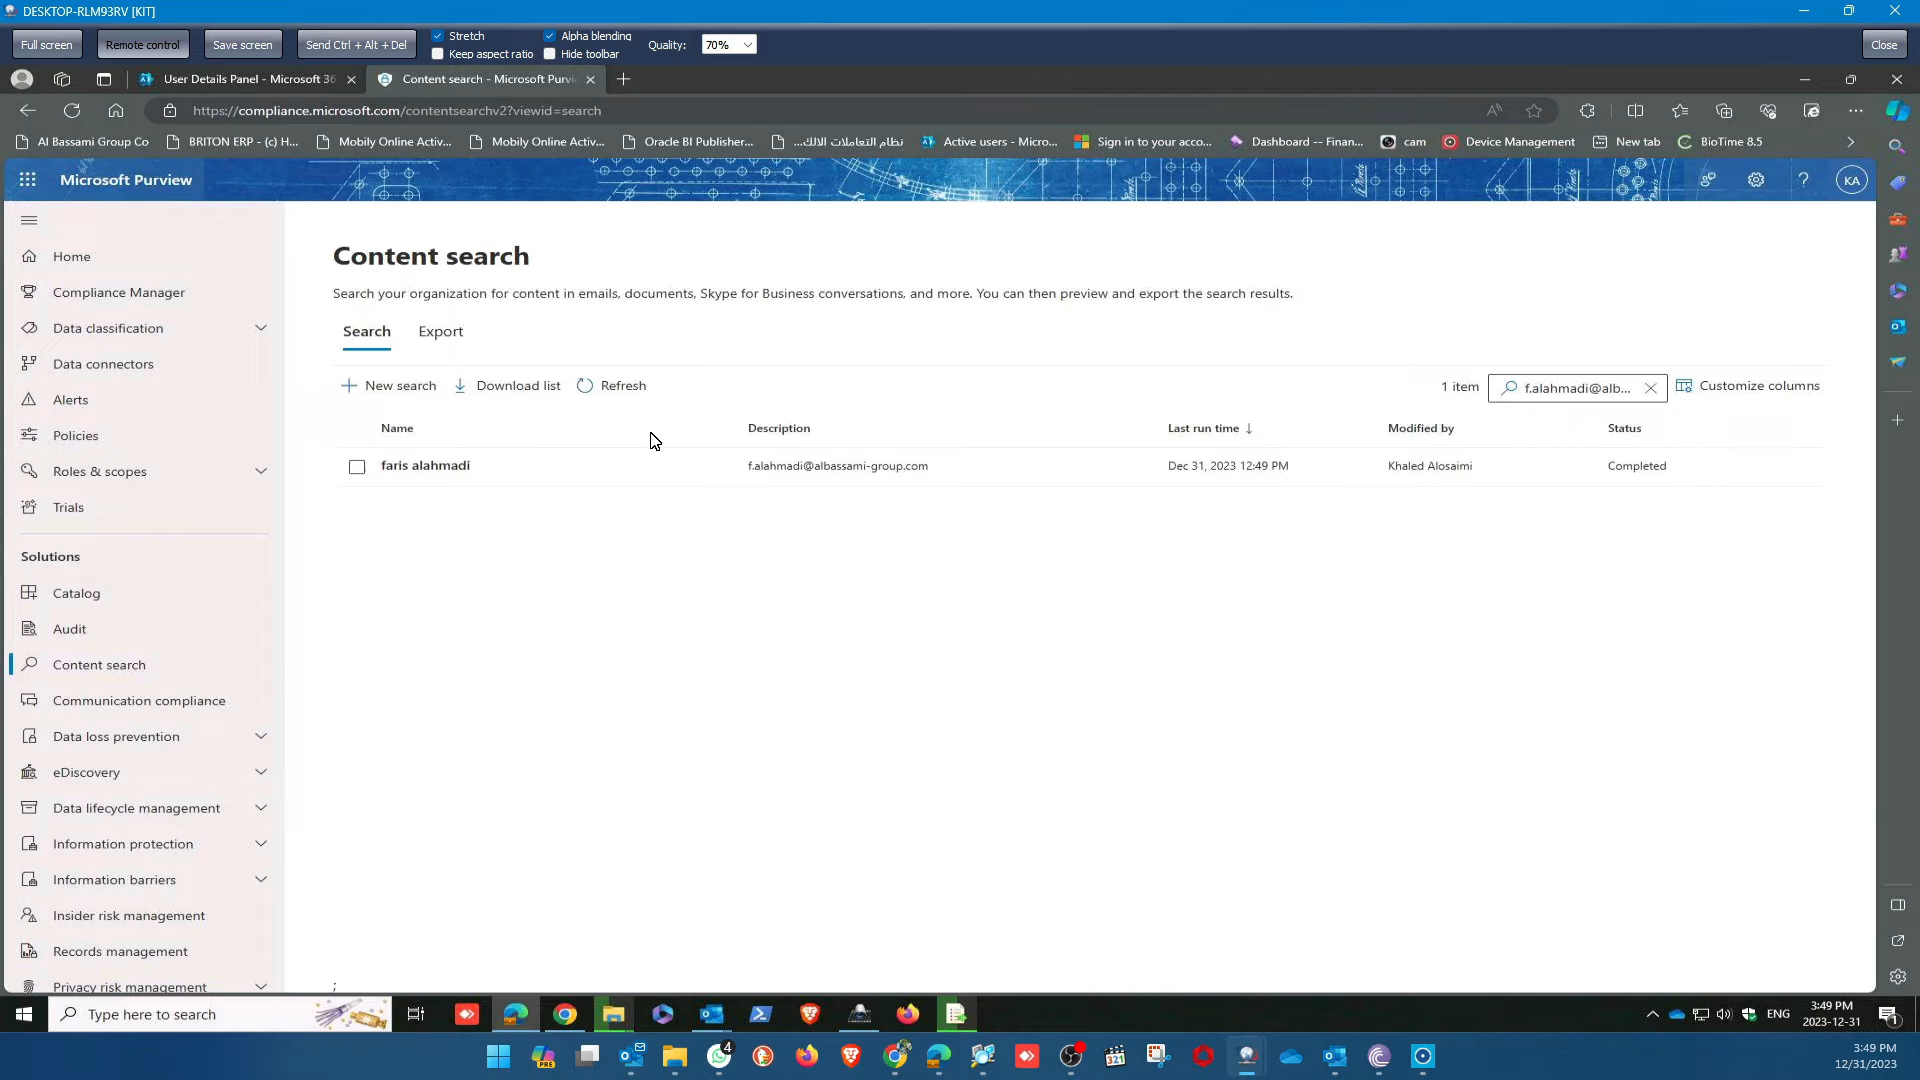 DESKTOP-RLM93RV [KIT]
Full screen
Remote control
Save screen
Send Ctrl + Alt + Del
Stretch
Keep aspect ratio
Alpha blending
Hide toolbar
Quality:
70%
Close
User Details Panel - Microsoft 36
Content search - Microsoft Purvi
https://compliance.microsoft.com/contentsearchv2?viewid=search
Al Bassami Group Co
BRITON ERP - (c) H...
Mobily Online Activ...
Mobily Online Activ...
Oracle BI Publisher...
Active users - Micro...
Sign in to your acco...
Dashboard -- Finan...
cam
Device Management
New tab
BioTime 8.5
Microsoft Purview
KA
Home
Compliance Manager
Data classification
Data connectors
Alerts
Policies
Roles & scopes
Trials
Solutions
Catalog
Audit
Content search
Communication compliance
Data loss prevention
eDiscovery
Data lifecycle management
Information protection
Information barriers
Insider risk management
Records management
Privacy risk management
Content search
Search your organization for content in emails, documents, Skype for Business conversations, and more. You can then preview and export the search results.
Search
Export
New search
Download list
Refresh
1 item
f.alahmadi@alb...
Customize columns
Name
Description
Last run time
Modified by
Status
faris alahmadi
f.alahmadi@albassami-group.com
Dec 31, 2023 12:49 PM
Khaled Alosaimi
Completed
;
Type here to search
PRE
4
321
ENG
3:49 PM
2023-12-31
1
3:49 PM
12/31/2023